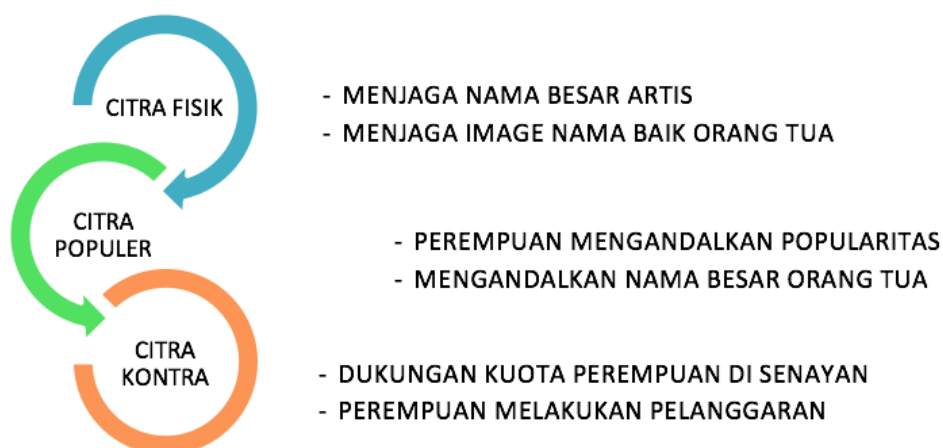 CITRA FISIK
- MENJAGA NAMA BESAR ARTIS
- MENJAGA IMAGE NAMA BAIK ORANG TUA
CITRA
POPULER
- PEREMPUAN MENGANDALKAN POPULARITAS
- MENGANDALKAN NAMA BESAR ORANG TUA
CITRA
KONTRA
- DUKUNGAN KUOTA PEREMPUAN DI SENAYAN
- PEREMPUAN MELAKUKAN PELANGGARAN